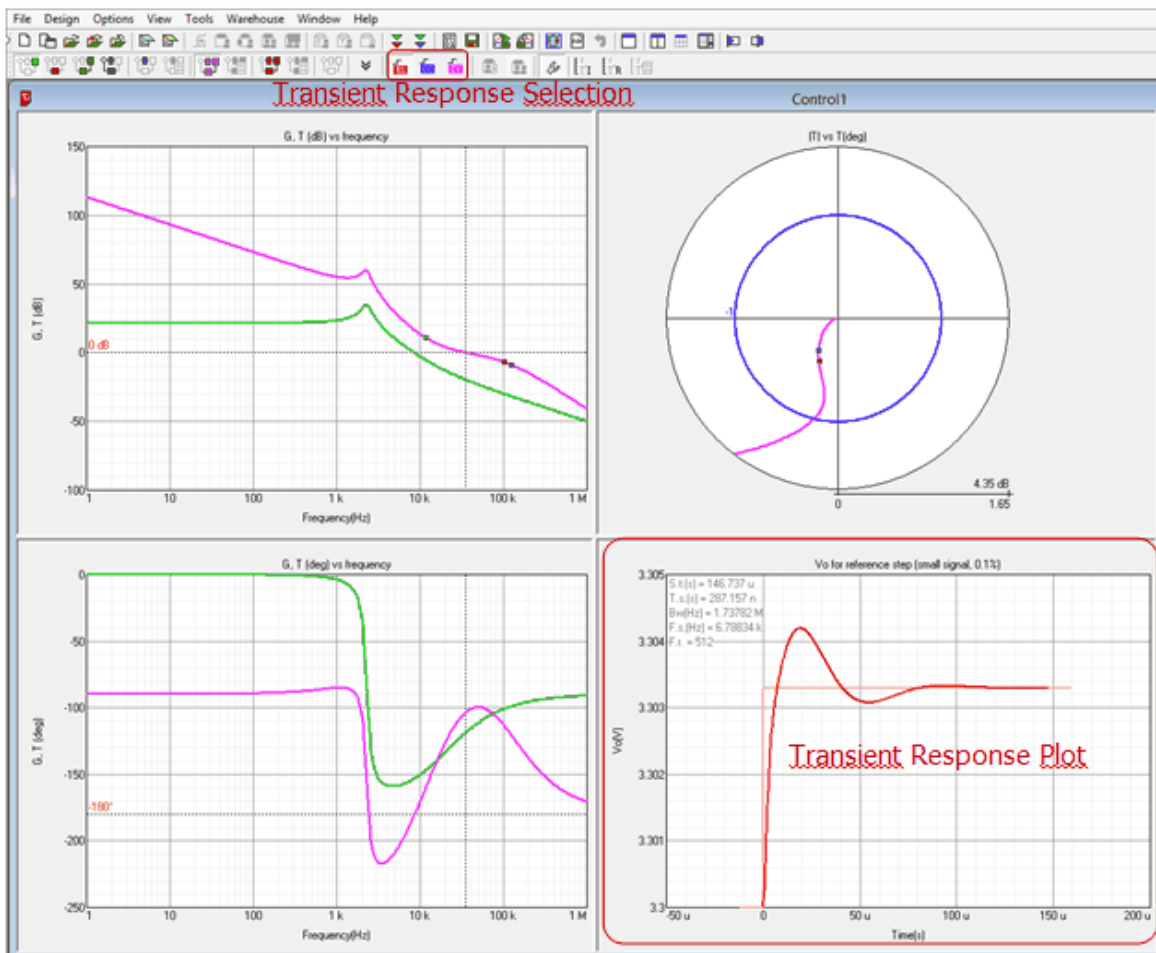 File Design Options View Tools Warehouse Window Help
Transient Response Selection
Control1
G, T (dB) vs frequency
150
100
50
0
-50
-100
0 dB
G, T (dB)
1 10 100 1 k 10 k 100 k 1 M
Frequency(Hz)
|T| vs T(deg)
-1
4.35 dB
0 1.65
G, T (deg) vs frequency
0
-50
-100
-150
-200
-250
-180°
G, T (deg)
1 10 100 1 k 10 k 100 k 1 M
Frequency(Hz)
Vo for reference step (small signal, 0.1%)
3.305
3.304
3.303
3.302
3.301
3.3
S.t.(s) = 146.737 u
T.s.(s) = 287.157 n
Bw(Hz) = 1.73782 M
F.s.(Hz) = 6.78834 k
F.r. = 512
Vo(V)
Transient Response Plot
-50 u 0 50 u 100 u 150 u 200 u
Time(s)